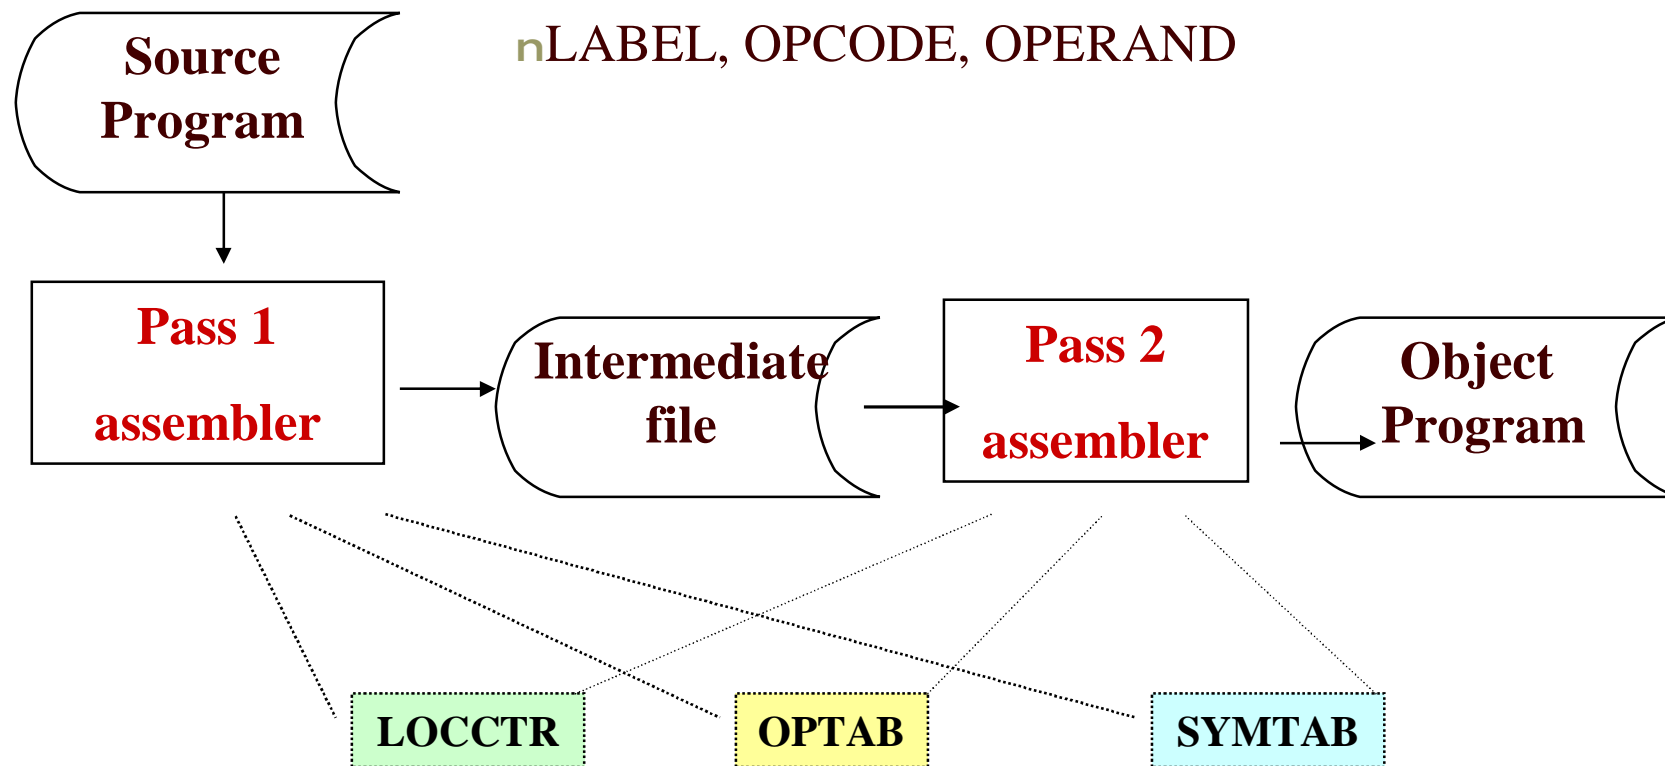 Source
Program
nLABEL, OPCODE, OPERAND
Pass 1
assembler
Intermediate
file
Pass 2
assembler
Object
Program
LOCCTR
OPTAB
SYMTAB